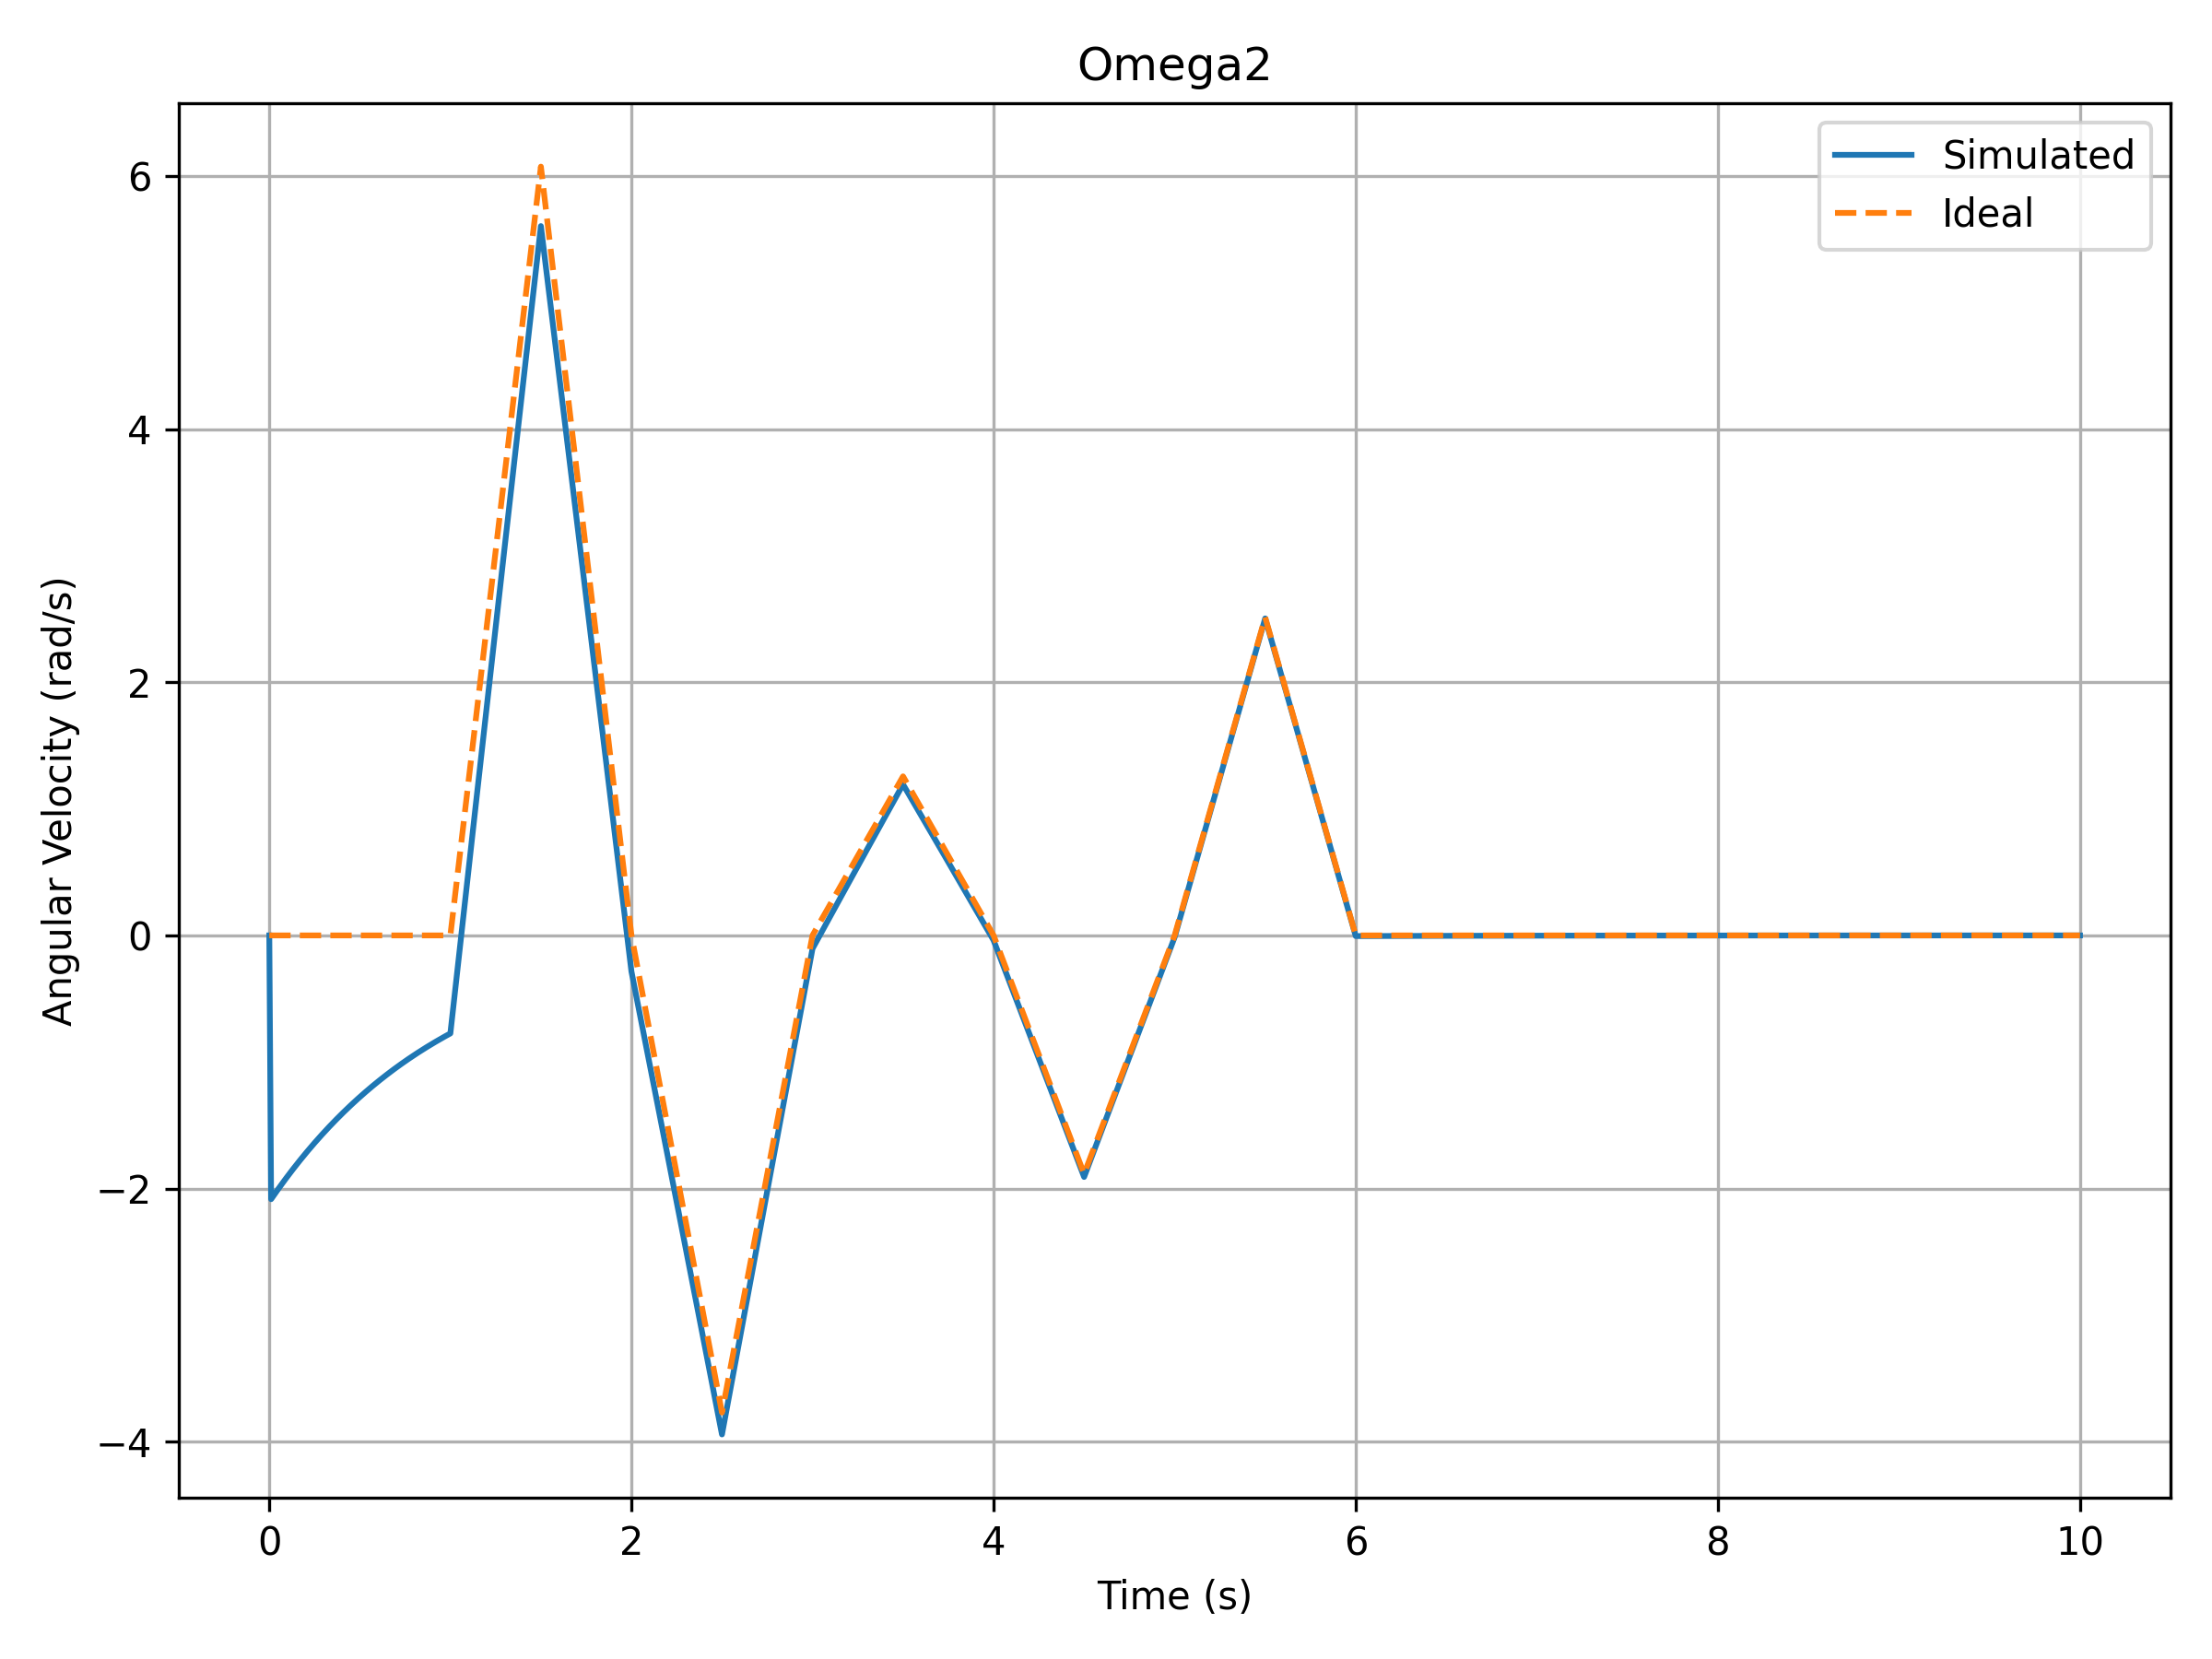 Omega2
Simulated
Ideal
Angular Velocity (rad/s)
6
4
2
0
−2
−4
0 2 4 6 8 10
Time (s)